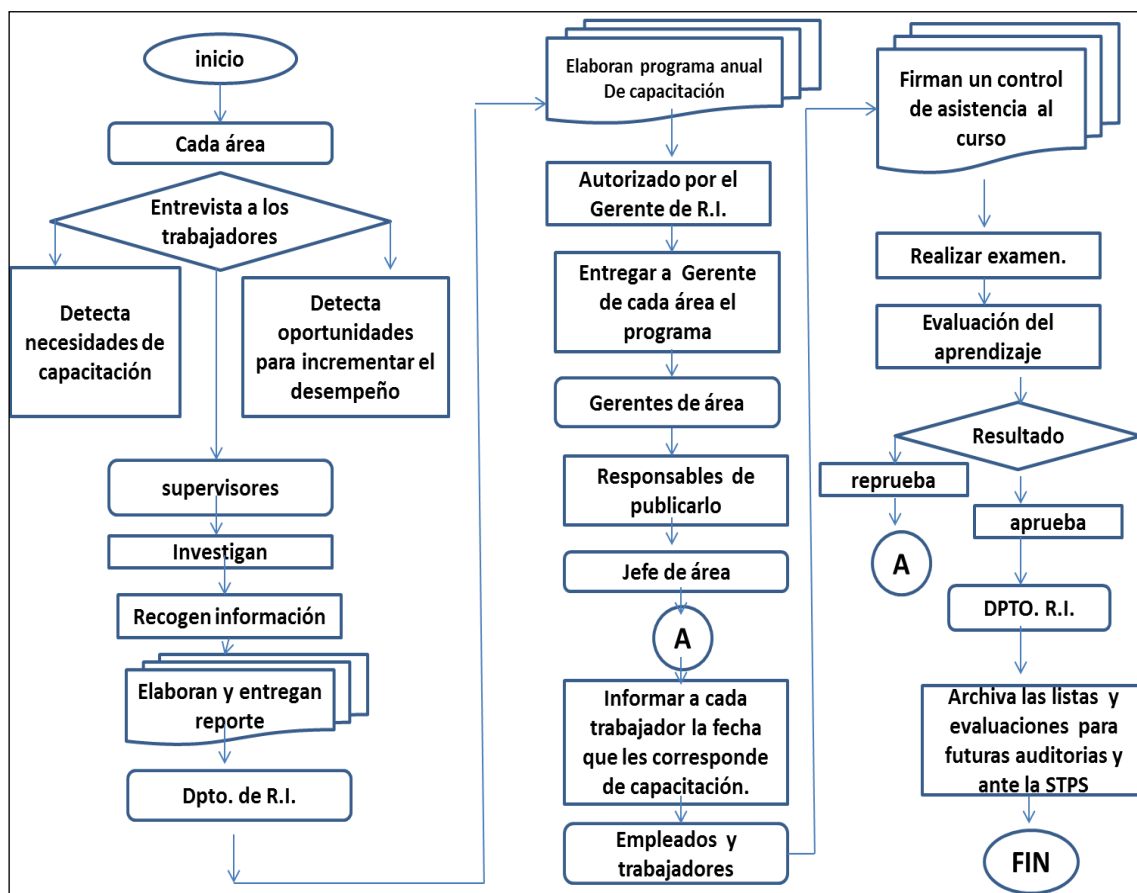 inicio
Cada área
Entrevista a los
trabajadores
Detecta
necesidades de
capacitación
Detecta
oportunidades
para incrementar el
desempeño
supervisores
Investigan
Recogen información
Elaboran y entregan
reporte
Dpto. de R.I.
Elaboran programa anual
De capacitación
Autorizado por el
Gerente de R.I.
Entregar a Gerente
de cada área el
programa
Gerentes de área
Responsables de
publicarlo
Jefe de área
A
Informar a cada
trabajador la fecha
que les corresponde
de capacitación.
Empleados y
trabajadores
Firman un control
de asistencia al
curso
Realizar examen.
Evaluación del
aprendizaje
Resultado
reprueba
A
aprueba
DPTO. R.I.
Archiva las listas y
evaluaciones para
futuras auditorias y
ante la STPS
FIN